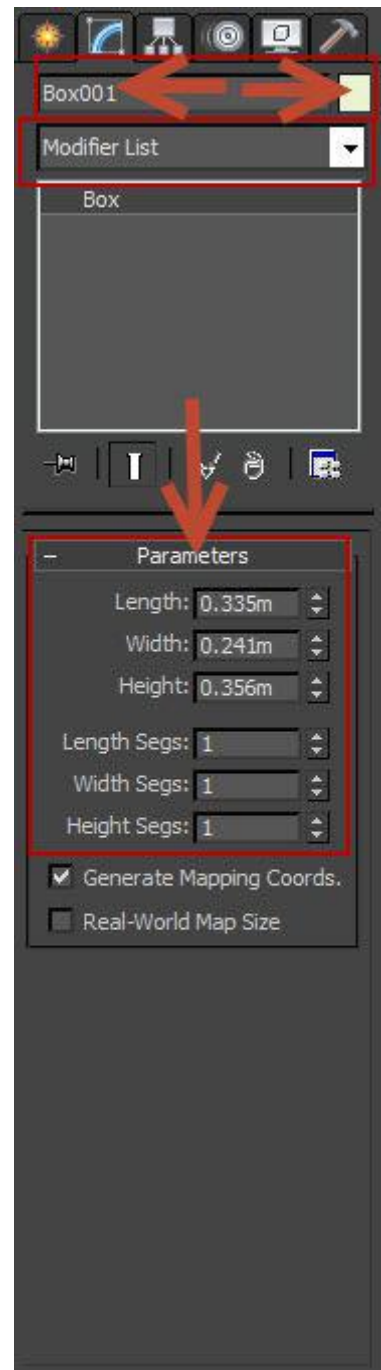 Box001
Modifier List
Box
- Parameters
Length: 0.335m
Width: 0.241m
Height: 0.356m
Length Segs: 1
Width Segs: 1
Height Segs: 1
Generate Mapping Coords.
Real-World Map Size